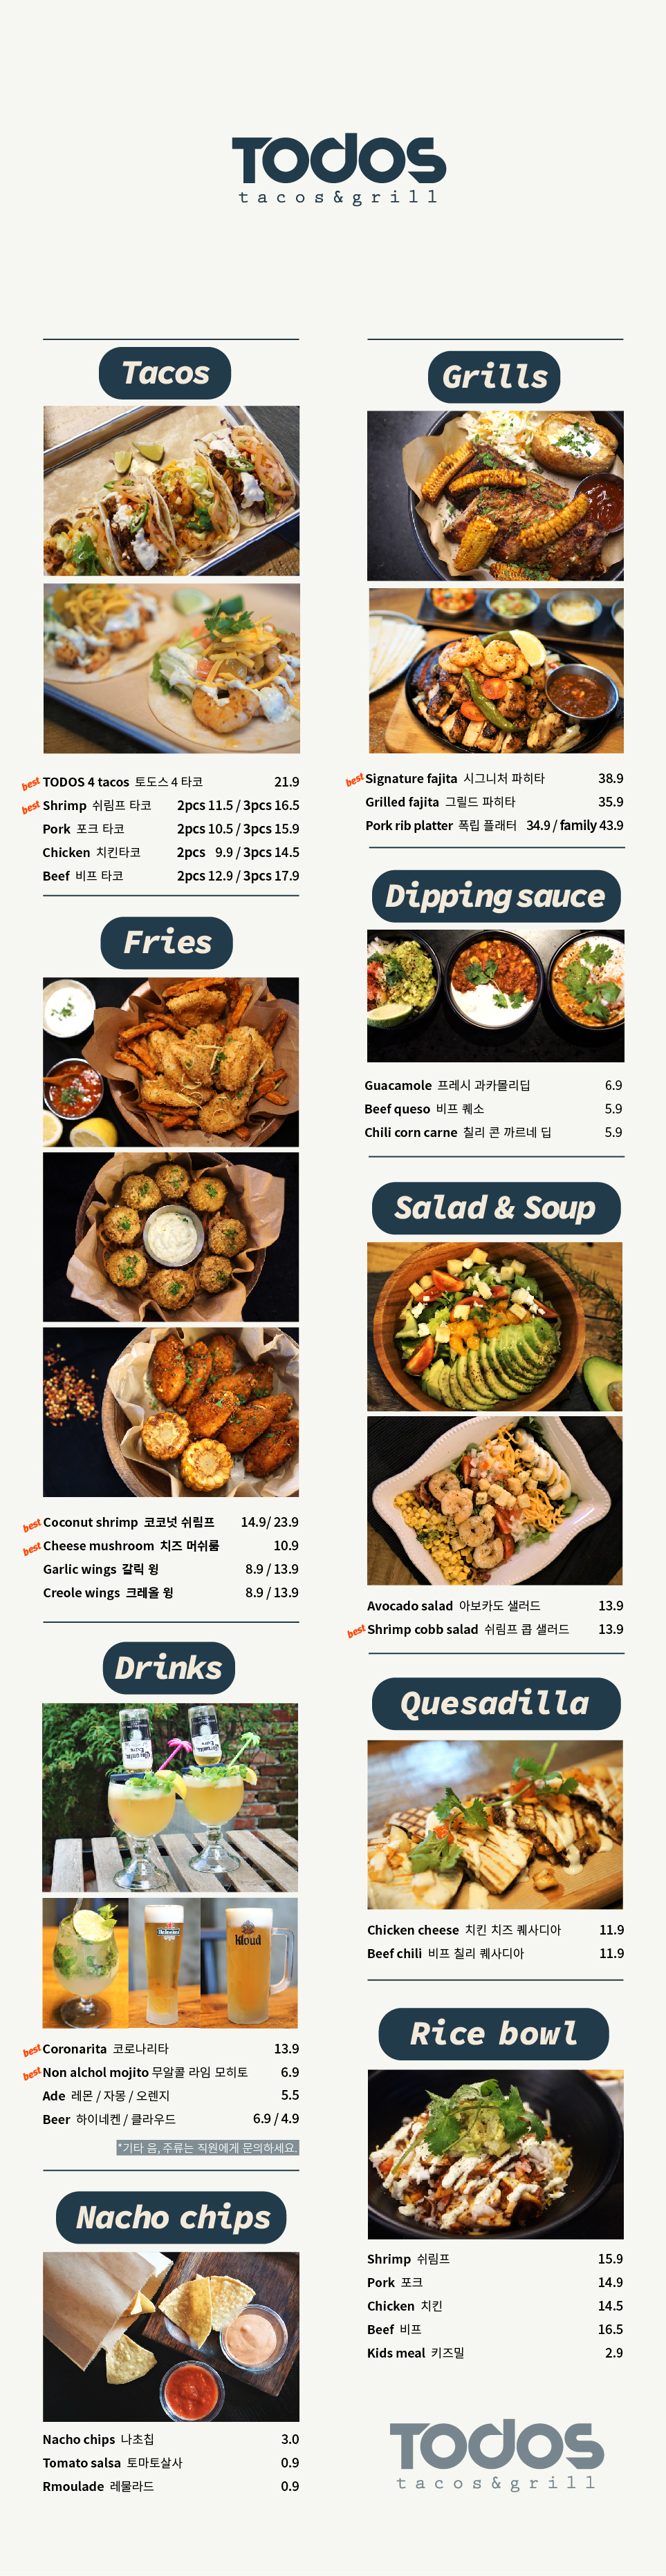 TODOS
tacos&grill
Tacos
best TODOS 4 tacos 토도스 4 타코 21.9
best Shrimp 쉬림프 타코 2pcs 11.5 / 3pcs 16.5
Pork 포크 타코 2pcs 10.5 / 3pcs 15.9
Chicken 치킨타코 2pcs 9.9 / 3pcs 14.5
Beef 비프 타코 2pcs 12.9 / 3pcs 17.9
Fries
best Coconut shrimp 코코넛 쉬림프 14.9/ 23.9
best Cheese mushroom 치즈 머쉬룸 10.9
Garlic wings 갈릭 윙 8.9 / 13.9
Creole wings 크레올 윙 8.9 / 13.9
Drinks
Heineken
Kloud
best Coronarita 코로나리타 13.9
best Non alchol mojito 무알콜 라임 모히토 6.9
Ade 레몬 / 자몽 / 오렌지 5.5
Beer 하이네켄 / 클라우드 6.9 / 4.9
*기타 음, 주류는 직원에게 문의하세요.
Nacho chips
Nacho chips 나초칩 3.0
Tomato salsa 토마토살사 0.9
Rmoulade 레물라드 0.9
Grills
best Signature fajita 시그니처 파히타 38.9
Grilled fajita 그릴드 파히타 35.9
Pork rib platter 폭립 플래터 34.9 / family 43.9
Dipping sauce
Guacamole 프레시 과카몰리딥 6.9
Beef queso 비프 퀘소 5.9
Chili corn carne 칠리 콘 까르네 딥 5.9
Salad & Soup
Avocado salad 아보카도 샐러드 13.9
best Shrimp cobb salad 쉬림프 콥 샐러드 13.9
Quesadilla
Chicken cheese 치킨 치즈 퀘사디아 11.9
Beef chili 비프 칠리 퀘사디아 11.9
Rice bowl
Shrimp 쉬림프 15.9
Pork 포크 14.9
Chicken 치킨 14.5
Beef 비프 16.5
Kids meal 키즈밀 2.9
TODOS
tacos&grill